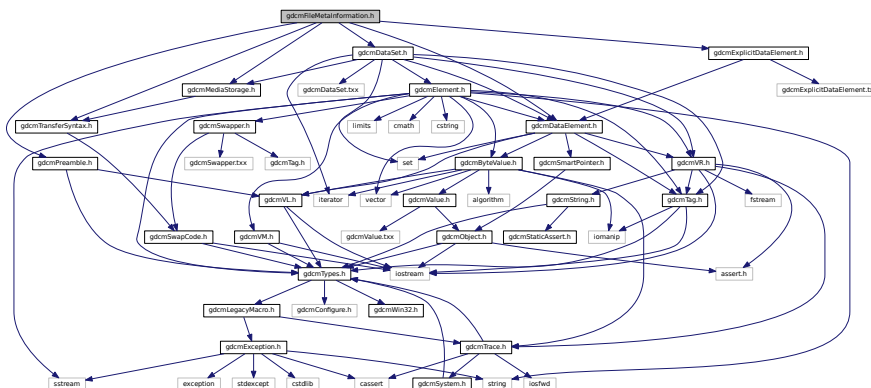 gdcmFileMetaInformation.h
gdcmDataSet.h
gdcmExplicitDataElement.h
gdcmMediaStorage.h
gdcmDataSet.txx
gdcmElement.h
gdcmExplicitDataElement.tx
gdcmTransferSyntax.h
gdcmSwapper.h
limits
cmath
cstring
gdcmDataElement.h
gdcmPreamble.h
gdcmSwapper.txx
gdcmTag.h
set
gdcmByteValue.h
gdcmSmartPointer.h
gdcmVR.h
gdcmVL.h
iterator
vector
gdcmValue.h
algorithm
gdcmString.h
gdcmTag.h
fstream
gdcmSwapCode.h
gdcmVM.h
gdcmValue.txx
gdcmObject.h
gdcmStaticAssert.h
iomanip
gdcmTypes.h
iostream
assert.h
gdcmLegacyMacro.h
gdcmConfigure.h
gdcmWin32.h
gdcmException.h
gdcmTrace.h
sstream
exception
stdexcept
cstdlib
cassert
gdcmSystem.h
string
iosfwd